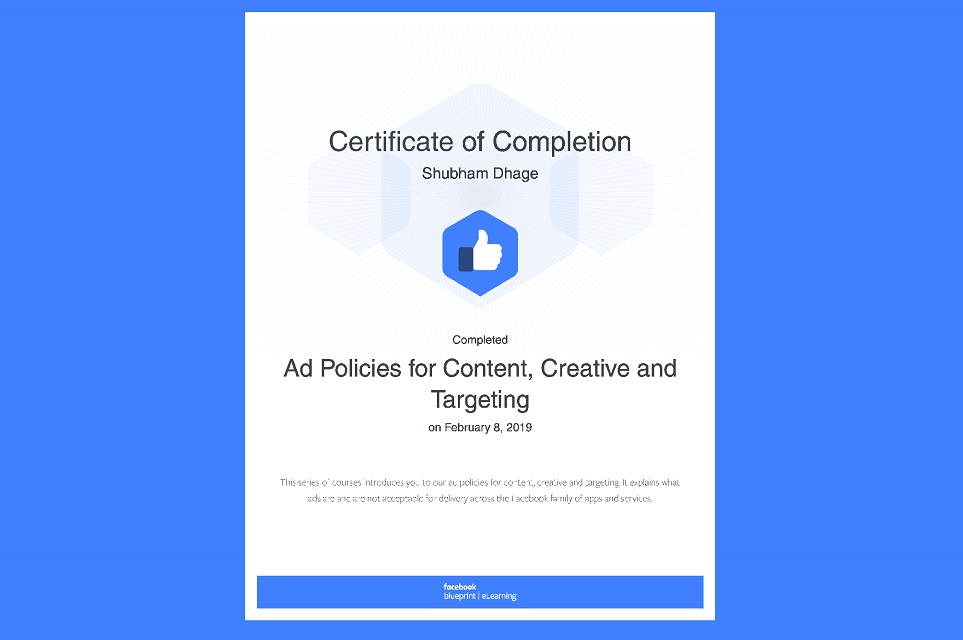 Certificate of Completion
Shubham Dhage
Completed
Ad Policies for Content, Creative and
Targeting
on February 8, 2019
This series of courses introduces you to our ad policies for content, creative and targeting. It explains what
ads are and are not acceptable for delivery across the Facebook family of apps and services.
facebook
blueprint | eLearning